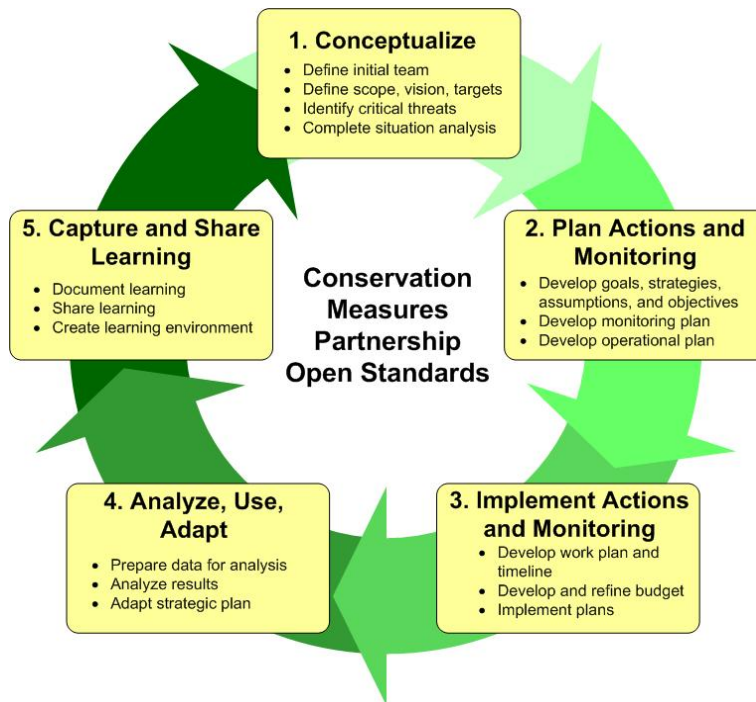 1. Conceptualize
• Define initial team
• Define scope, vision, targets
• Identify critical threats
• Complete situation analysis
2. Plan Actions and
Monitoring
• Develop goals, strategies,
assumptions, and objectives
• Develop monitoring plan
• Develop operational plan
3. Implement Actions
and Monitoring
• Develop work plan and
timeline
• Develop and refine budget
• Implement plans
4. Analyze, Use,
Adapt
• Prepare data for analysis
• Analyze results
• Adapt strategic plan
5. Capture and Share
Learning
• Document learning
• Share learning
• Create learning environment
Conservation
Measures
Partnership
Open Standards